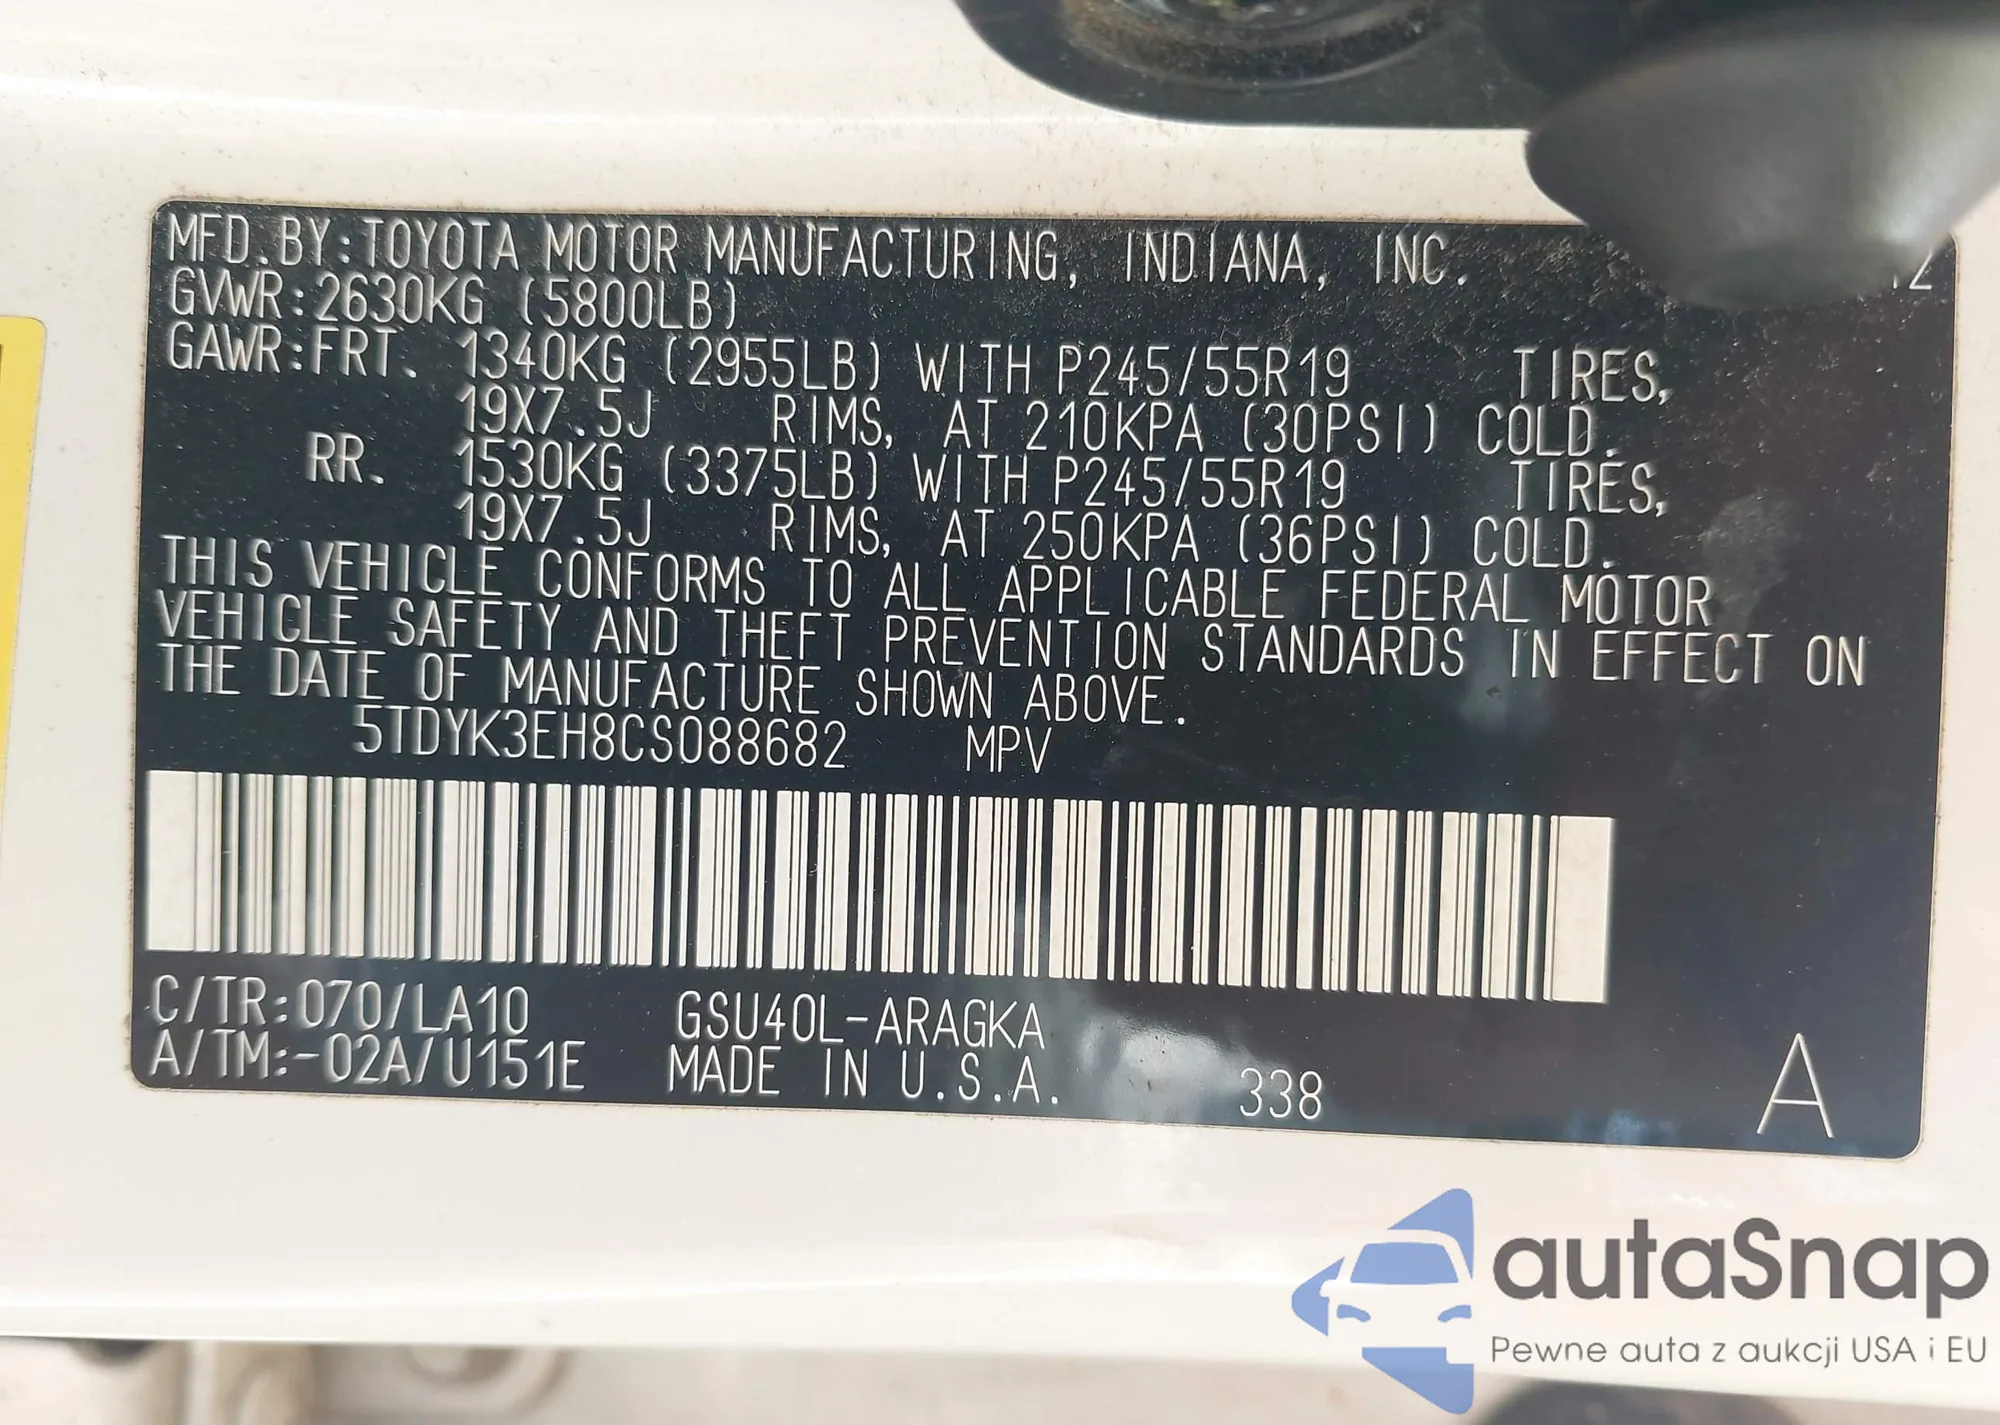 MFD.BY:TOYOTA MOTOR MANUFACTURING, INDIANA, INC. 12
GVWR:2630KG (5800LB)
GAWR:FRT. 1340KG (2955LB) WITH P245/55R19 TIRES,
19X7.5J RIMS, AT 210KPA (30PSI) COLD.
RR. 1530KG (3375LB) WITH P245/55R19 TIRES,
19X7.5J RIMS, AT 250KPA (36PSI) COLD.
THIS VEHICLE CONFORMS TO ALL APPLICABLE FEDERAL MOTOR
VEHICLE SAFETY AND THEFT PREVENTION STANDARDS IN EFFECT ON
THE DATE OF MANUFACTURE SHOWN ABOVE.
5TDYK3EH8CS088682 MPV
C/TR:070/LA10 GSU40L-ARAGKA
A/TM:-02A/U151E MADE IN U.S.A. 338 A
autaSnap
Pewne auta z aukcji USA i EU